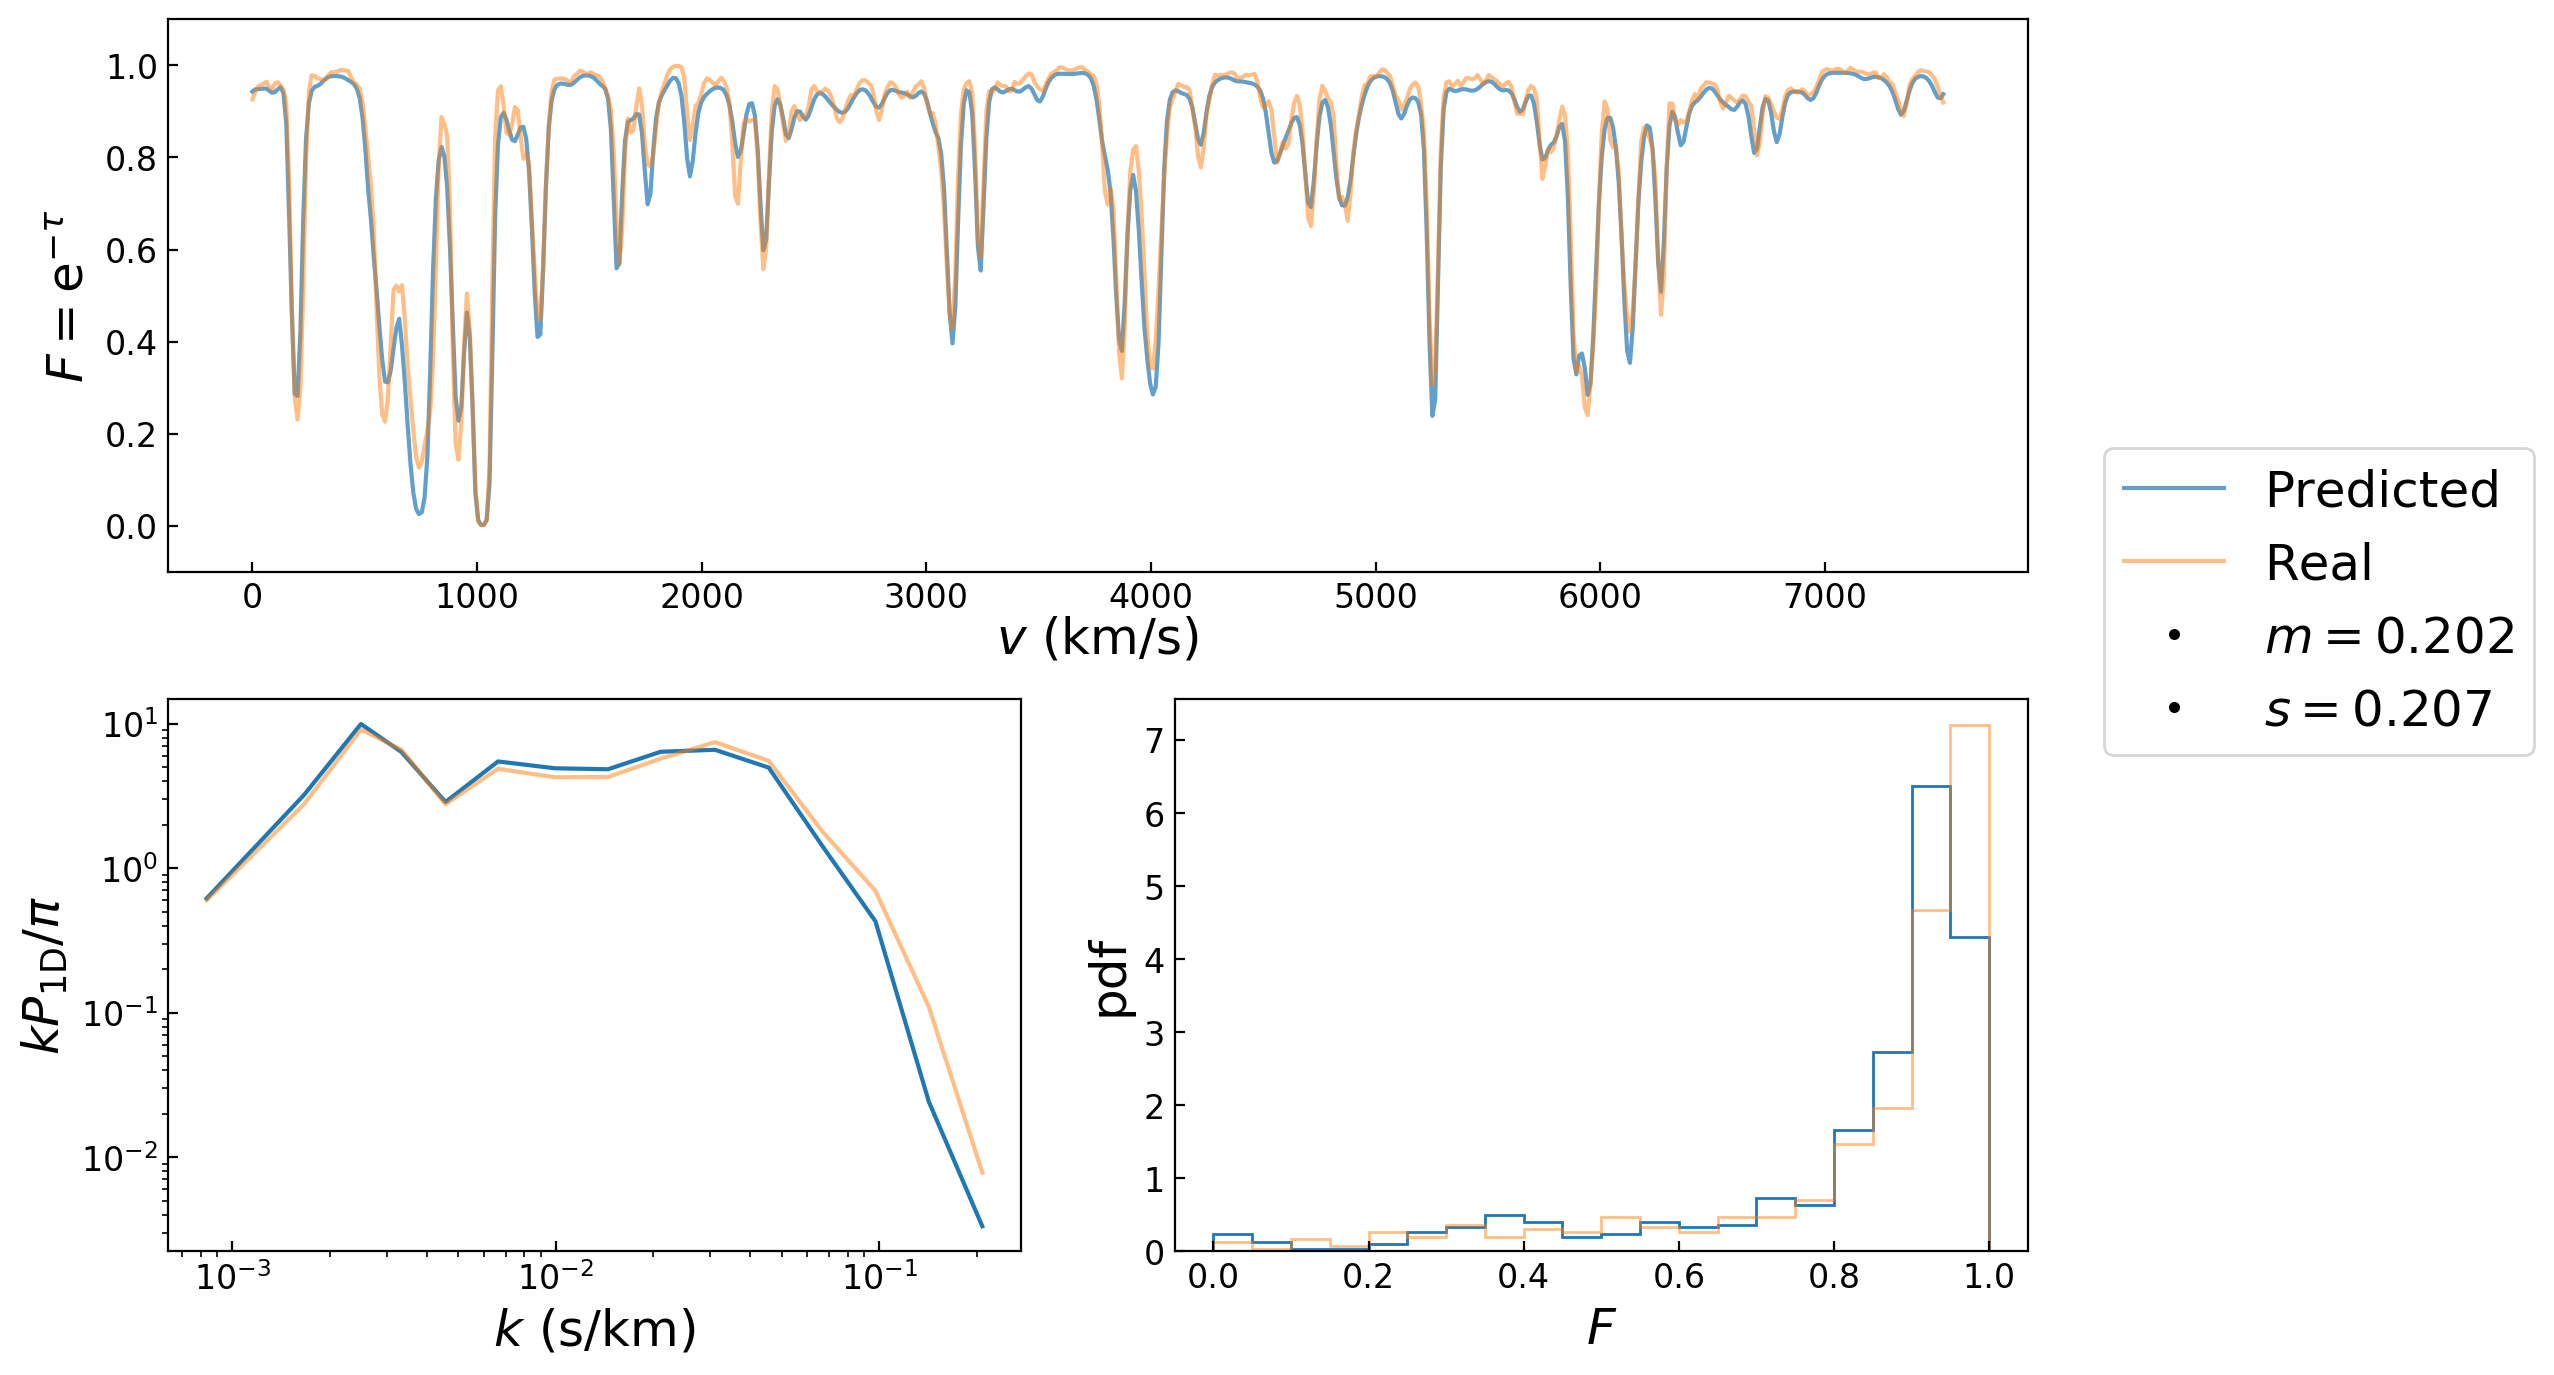 1.0
0.8
0.6
0.4
0.2
0.0
F = e^{-τ}
0 1000 2000 3000 4000 5000 6000 7000
v (km/s)
Predicted
Real
m = 0.202
s = 0.207
10^1
10^0
10^{-1}
10^{-2}
kP_{1D}/π
10^{-3} 10^{-2} 10^{-1}
k (s/km)
7
6
5
4
3
2
1
0
pdf
0.0 0.2 0.4 0.6 0.8 1.0
F